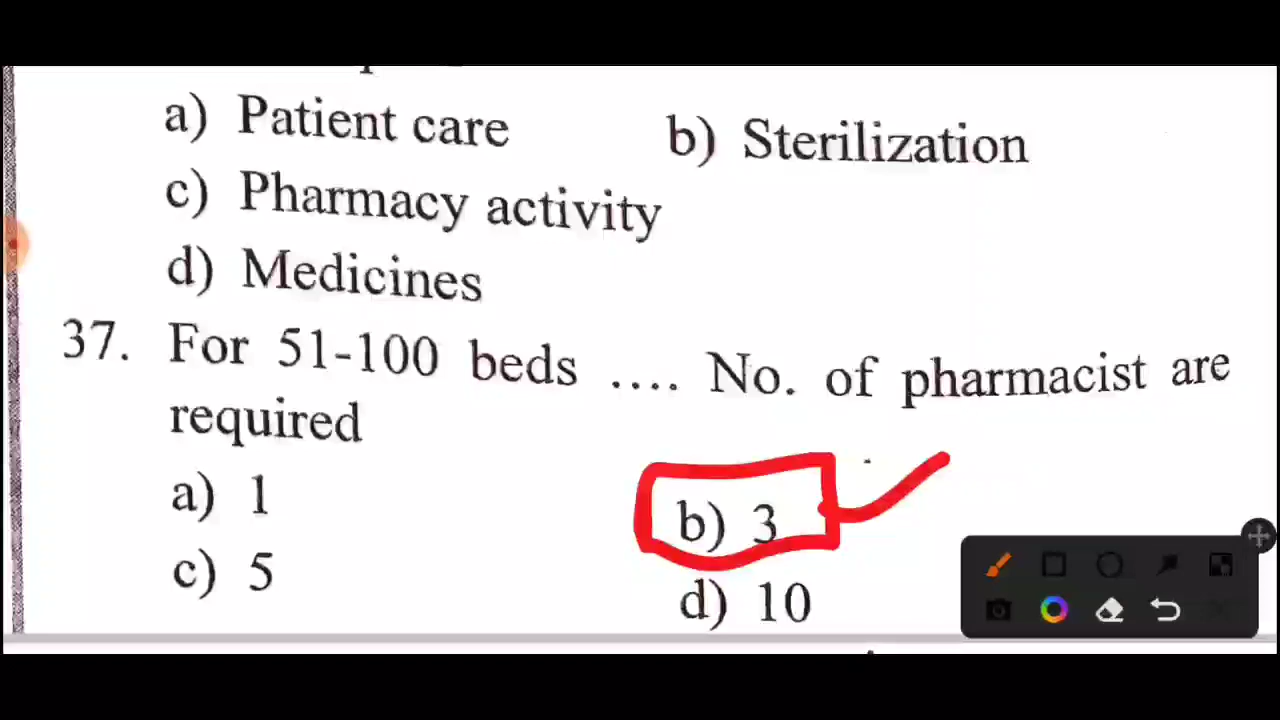 a) Patient care b) Sterilization
c) Pharmacy activity
d) Medicines
37. For 51-100 beds .... No. of pharmacist are
required
a) 1 b) 3
c) 5 d) 10